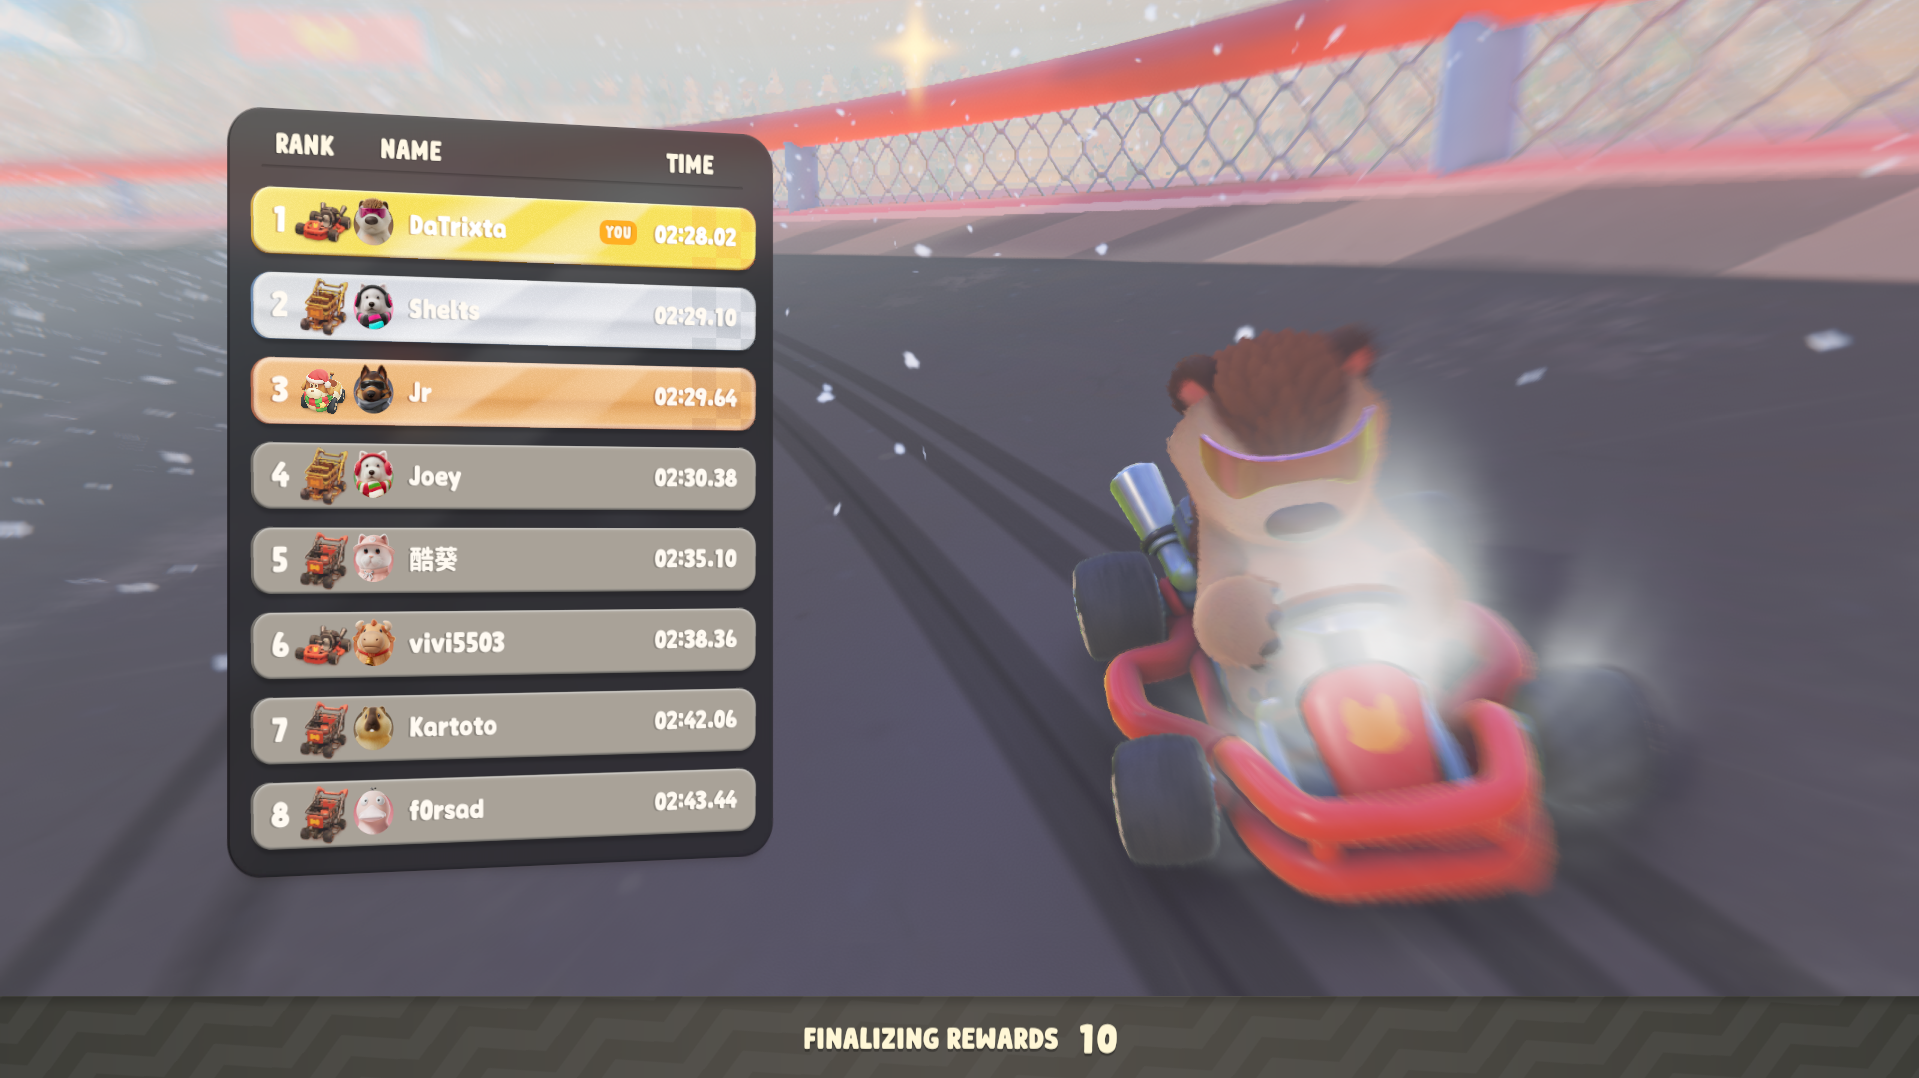 RANK NAME TIME
1 DaTrixta YOU 02:28.02
2 Shelts 02:29.10
3 Jr 02:29.64
4 Joey 02:30.38
5 酷葵 02:35.10
6 vivi5503 02:38.36
7 Kartoto 02:42.06
8 f0rsad 02:43.44
FINALIZING REWARDS 10